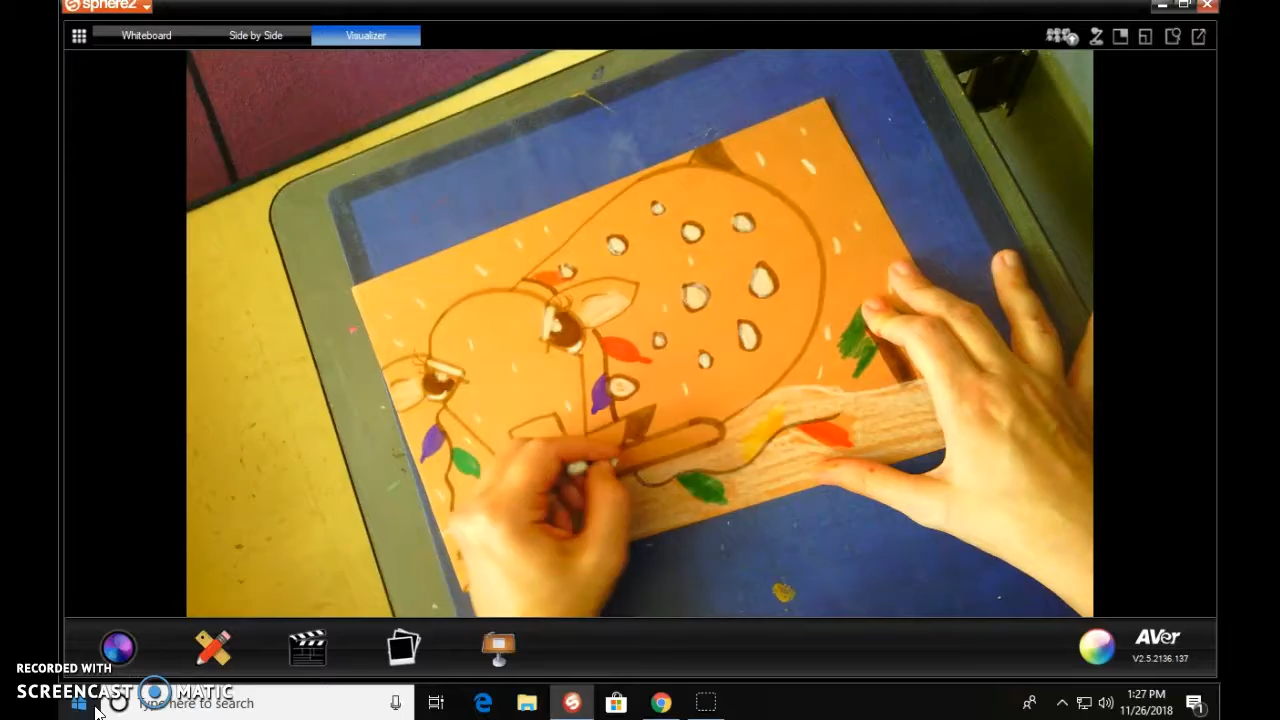 sphere2
Whiteboard
Side by Side
Visualizer
AVer
V2.5.2136.137
RECORDED WITH
SCREENCAST MATIC
Type here to search
1:27 PM
11/26/2018
1